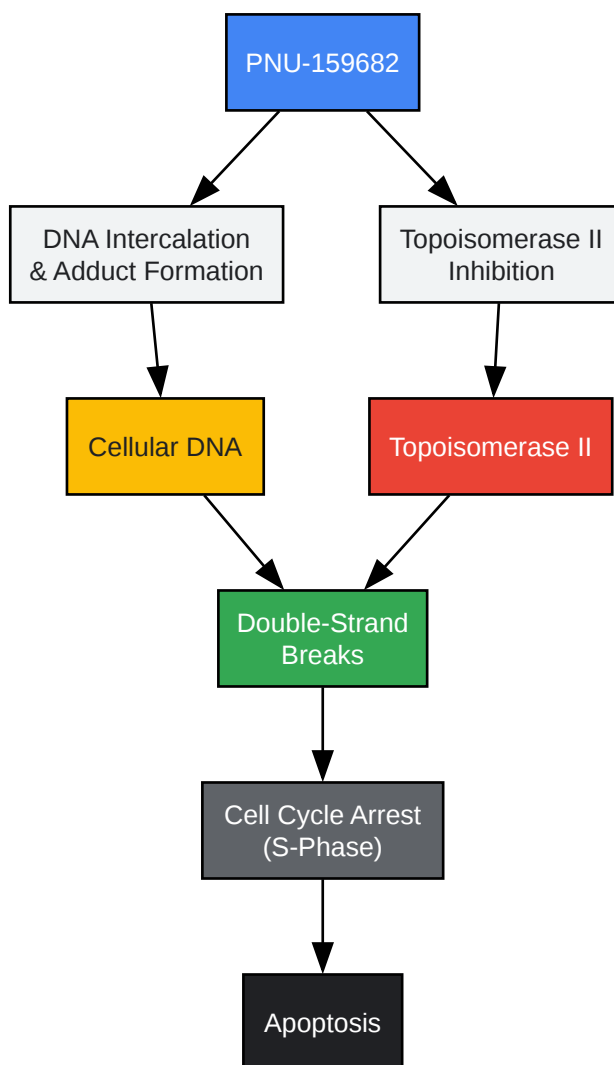 PNU-159682
DNA Intercalation
& Adduct Formation
Topoisomerase II
Inhibition
Cellular DNA
Topoisomerase II
Double-Strand
Breaks
Cell Cycle Arrest
(S-Phase)
Apoptosis